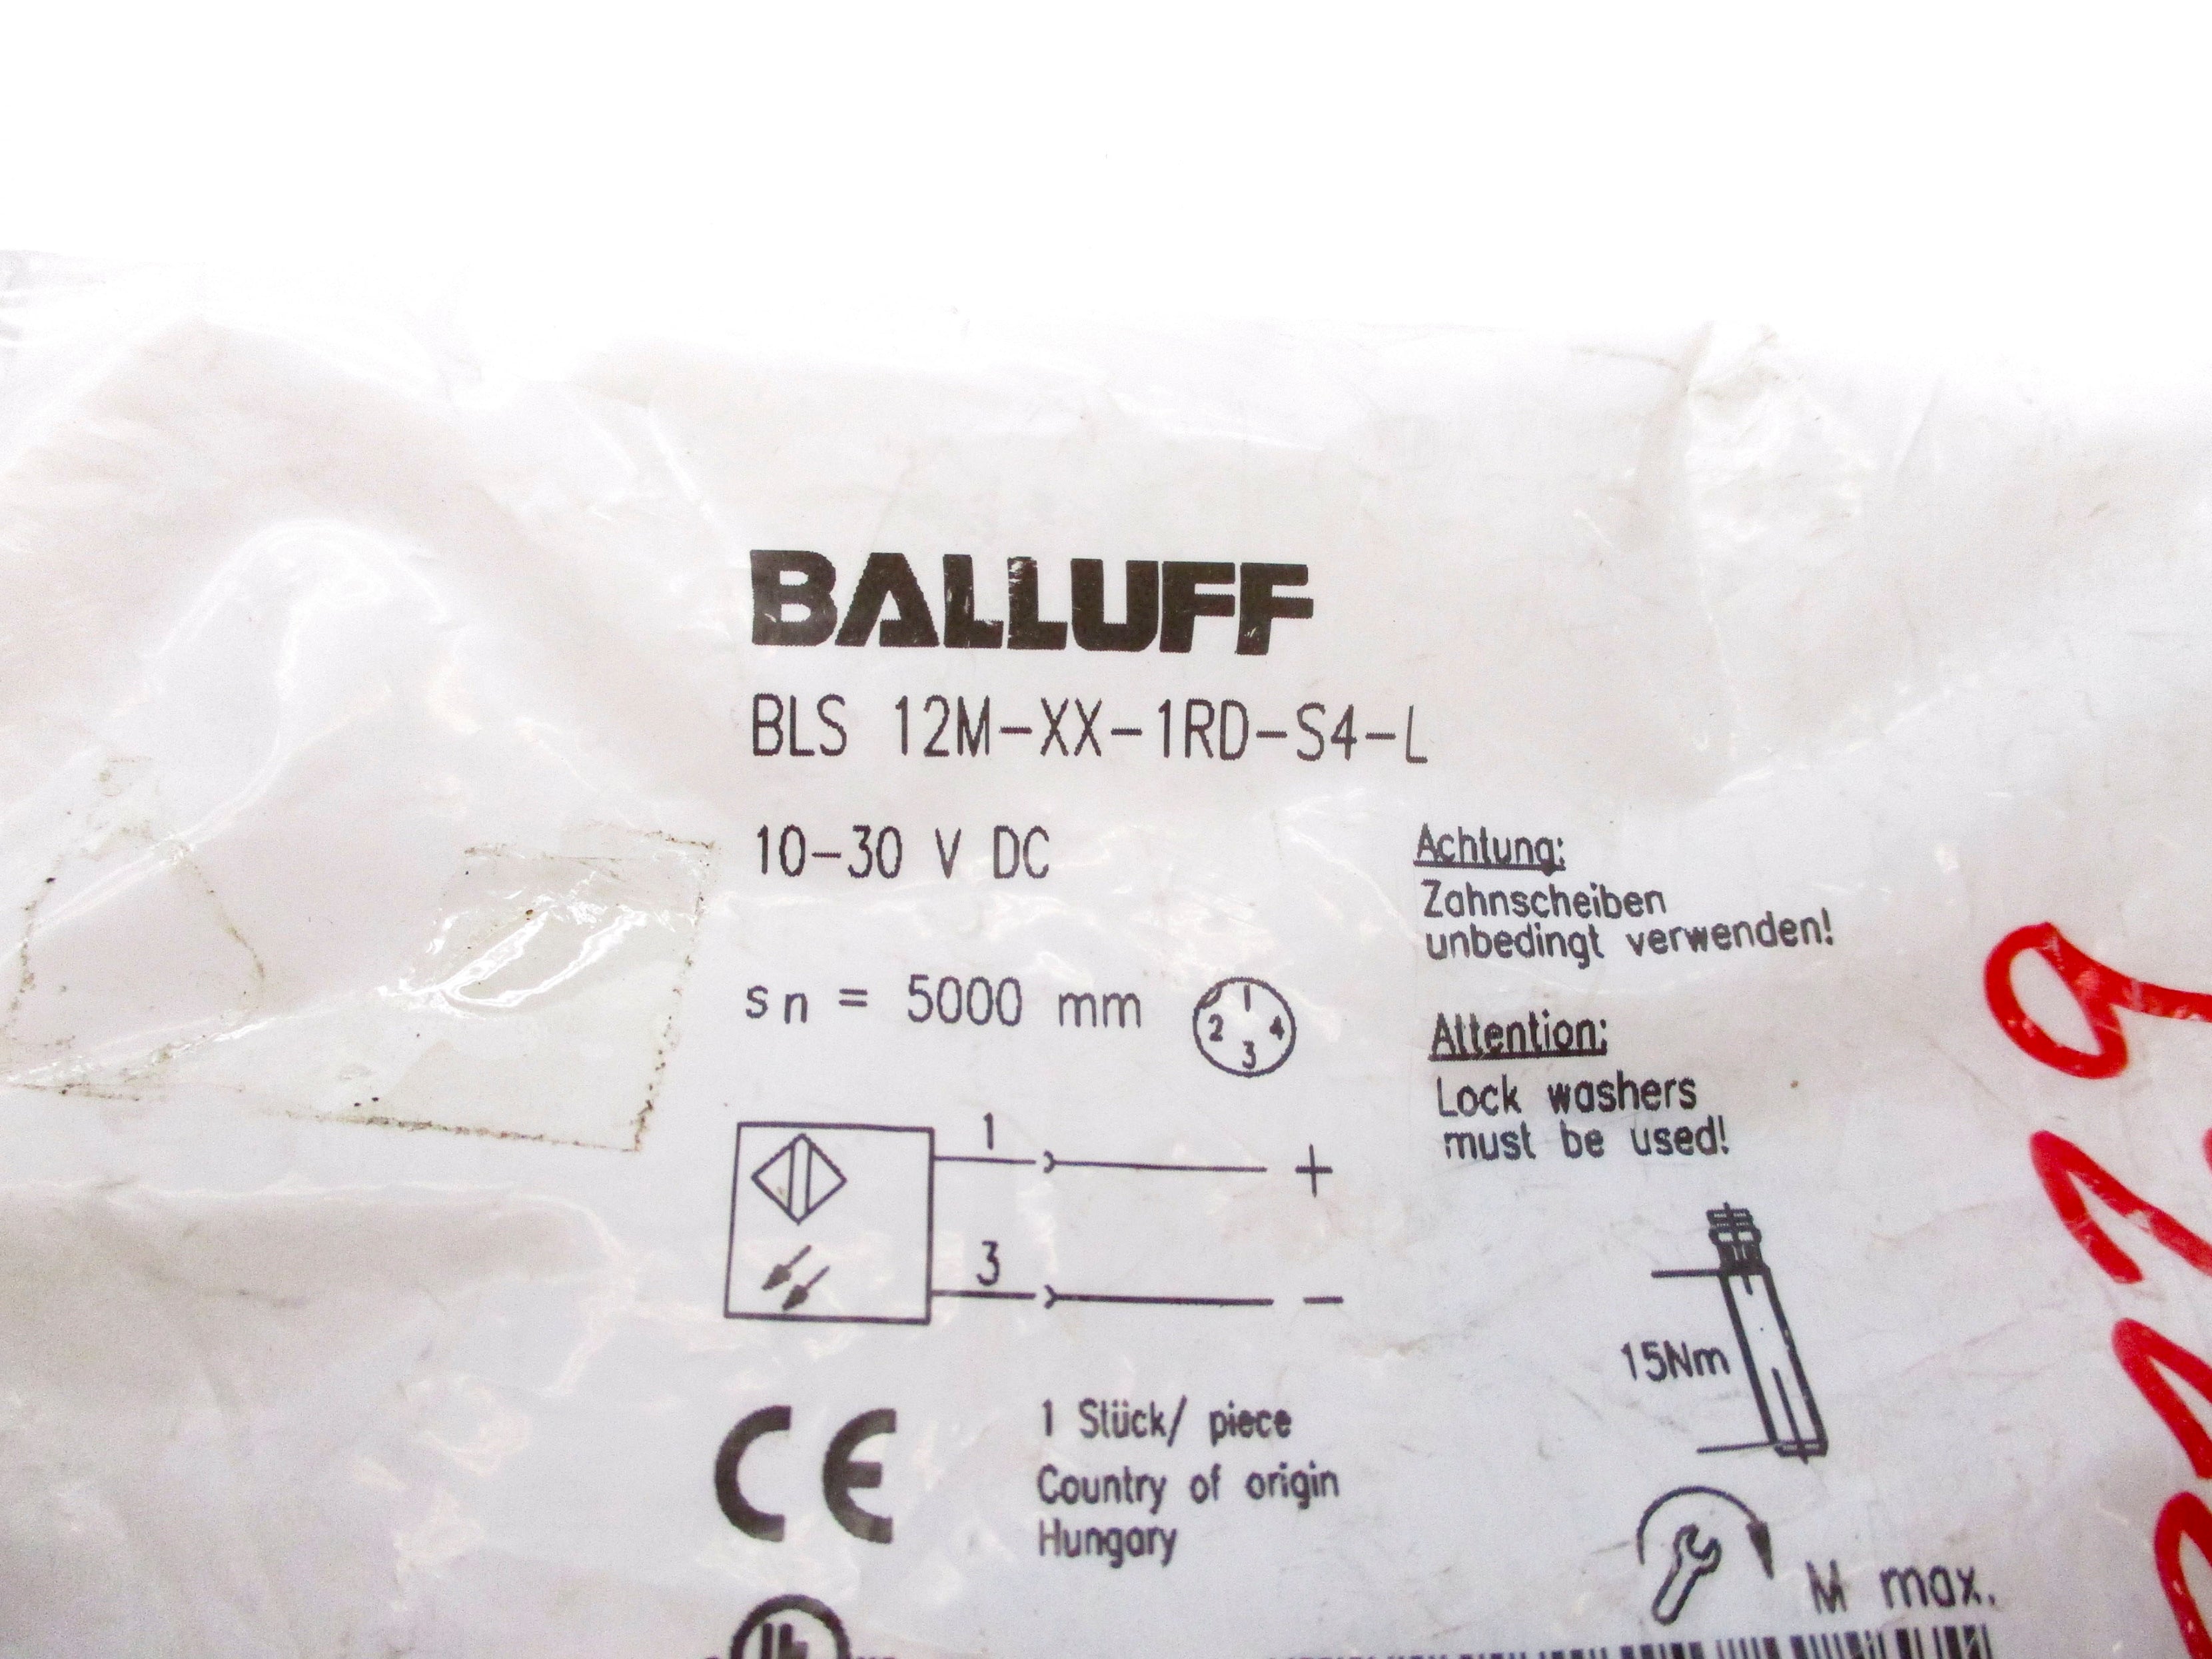 BALLUFF
BLS 12M-XX-1RD-S4-L
10-30 V DC
Achtung:
Zahnscheiben
unbedingt verwenden!
sn = 5000 mm
1
2 4
3
Attention:
Lock washers
must be used!
1 +
3 -
15Nm
CE
1 Stück/ piece
Country of origin
Hungary
M max.